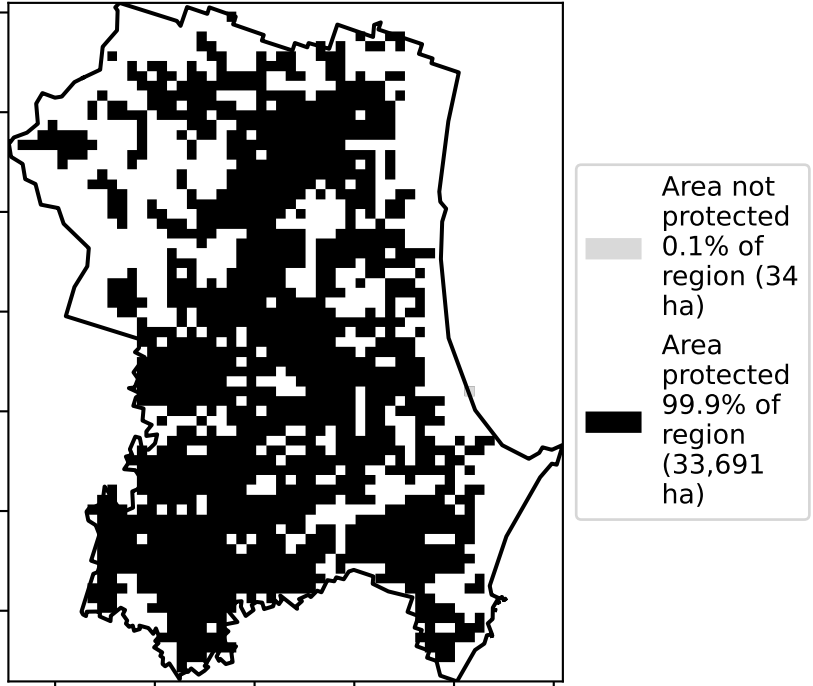 Area not
protected
0.1% of
region (34
ha)
Area
protected
99.9% of
region
(33,691
ha)